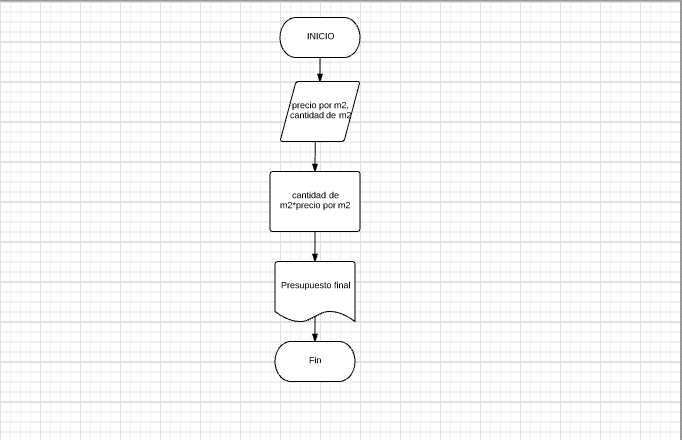 INICIO
precio por m2,
cantidad de m2
cantidad de
m2*precio por m2
Presupuesto final
Fin